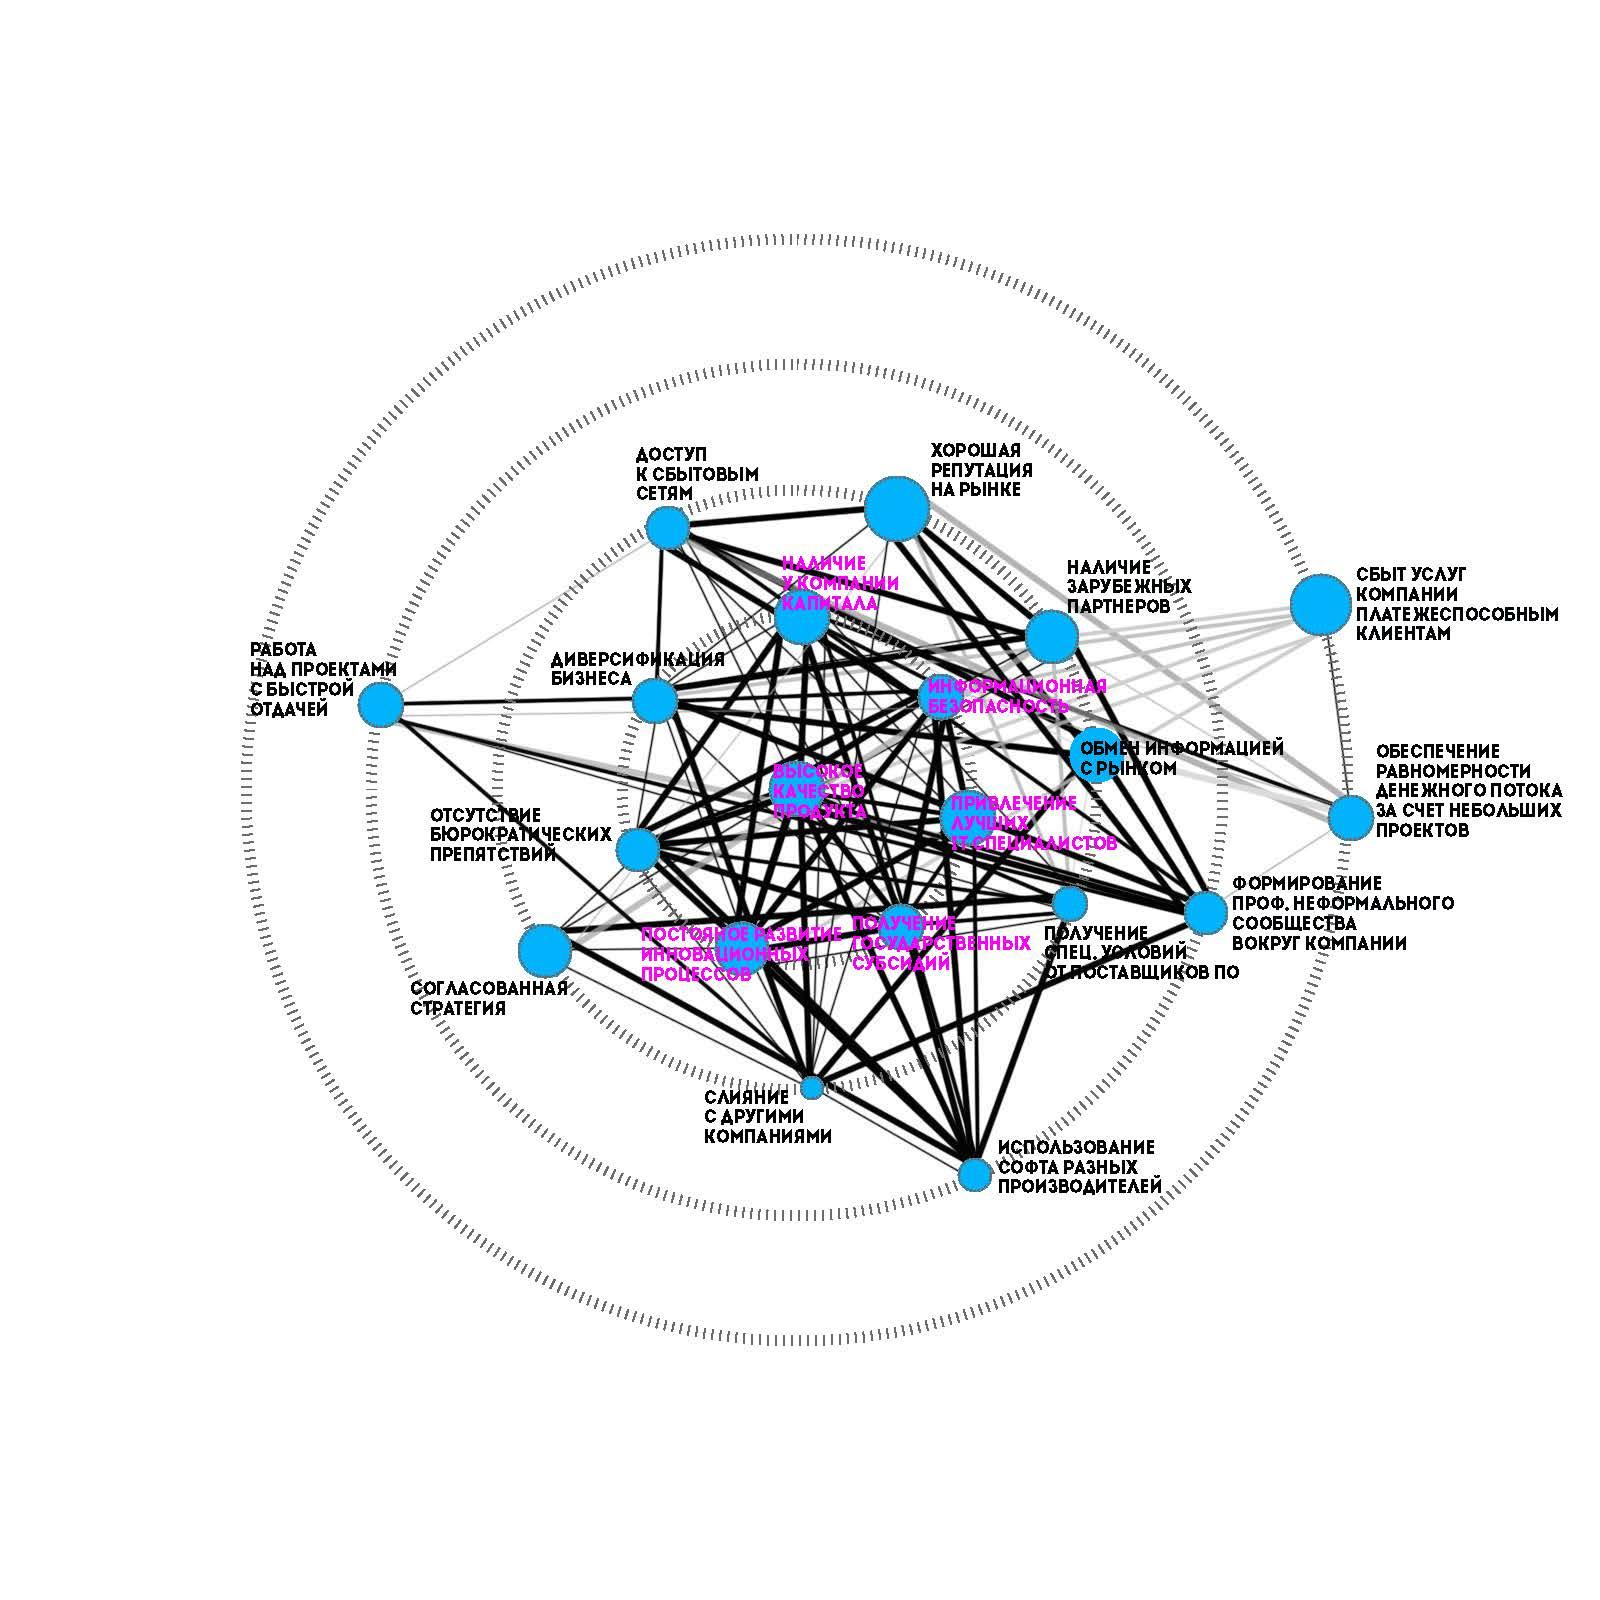 ДОСТУП
К СБЫТОВЫМ
СЕТЯМ
ХОРОШАЯ
РЕПУТАЦИЯ
НА РЫНКЕ
НАЛИЧИЕ
У КОМПАНИИ
КАПИТАЛА
НАЛИЧИЕ
ЗАРУБЕЖНЫХ
ПАРТНЕРОВ
СБЫТ УСЛУГ
КОМПАНИИ
ПЛАТЕЖЕСПОСОБНЫМ
КЛИЕНТАМ
РАБОТА
НАД ПРОЕКТАМИ
С БЫСТРОЙ
ОТДАЧЕЙ
ДИВЕРСИФИКАЦИЯ
БИЗНЕСА
ИНФОРМАЦИОННАЯ
БЕЗОПАСНОСТЬ
ОБМЕН ИНФОРМАЦИЕЙ
С РЫНКОМ
ОБЕСПЕЧЕНИЕ
РАВНОМЕРНОСТИ
ДЕНЕЖНОГО ПОТОКА
ЗА СЧЕТ НЕБОЛЬШИХ
ПРОЕКТОВ
ВЫСОКОЕ
КАЧЕСТВО
ПРОДУКТА
ПРИВЛЕЧЕНИЕ
ЛУЧШИХ
IT СПЕЦИАЛИСТОВ
ОТСУТСТВИЕ
БЮРОКРАТИЧЕСКИХ
ПРЕПЯТСТВИЙ
ФОРМИРОВАНИЕ
ПРОФ. НЕФОРМАЛЬНОГО
СООБЩЕСТВА
ВОКРУГ КОМПАНИИ
ПОСТОЯНОЕ РАЗВИТИЕ
ИННОВАЦИОННЫХ
ПРОЦЕССОВ
ПОЛУЧЕНИЕ
ГОСУДАРСТВЕННЫХ
СУБСИДИЙ
ПОЛУЧЕНИЕ
СПЕЦ. УСЛОВИЙ
ОТ ПОСТАВЩИКОВ ПО
СОГЛАСОВАННАЯ
СТРАТЕГИЯ
СЛИЯНИЕ
С ДРУГИМИ
КОМПАНИЯМИ
ИСПОЛЬЗОВАНИЕ
СОФТА РАЗНЫХ
ПРОИЗВОДИТЕЛЕЙ